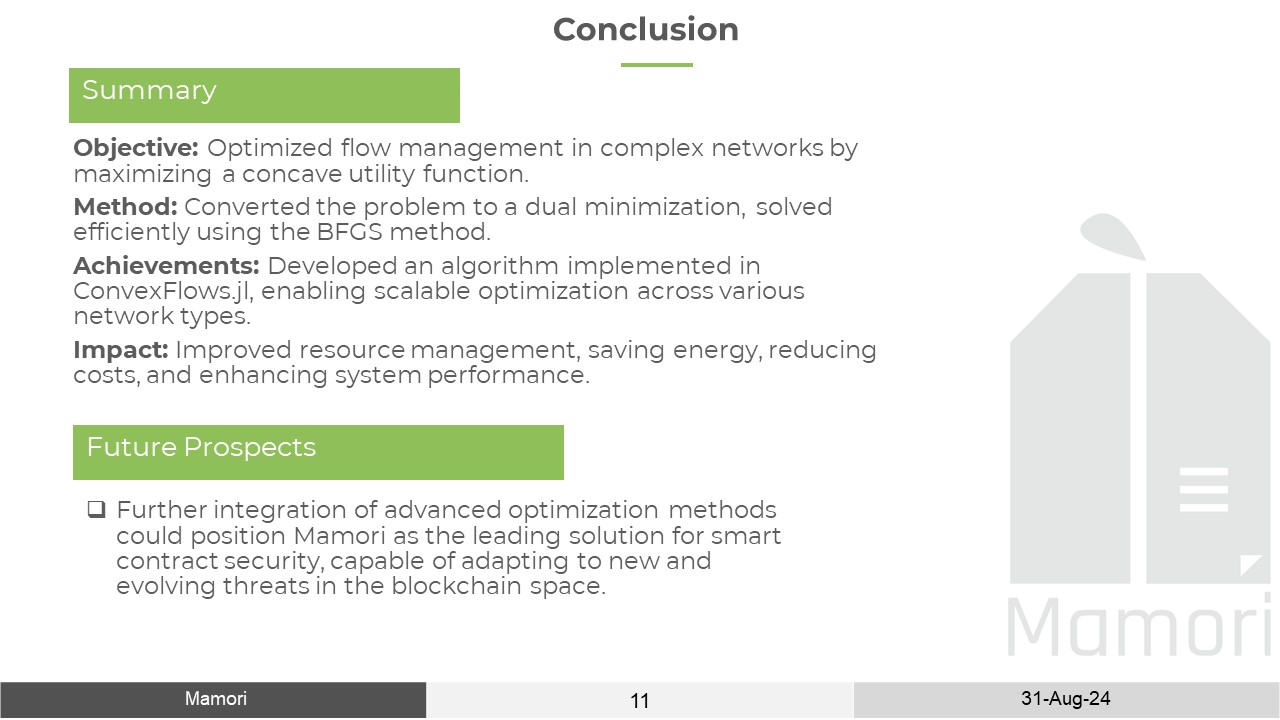 Conclusion
Summary
Objective: Optimized flow management in complex networks by
maximizing a concave utility function.
Method: Converted the problem to a dual minimization, solved
efficiently using the BFGS method.
Achievements: Developed an algorithm implemented in
ConvexFlows.jl, enabling scalable optimization across various
network types.
Impact: Improved resource management, saving energy, reducing
costs, and enhancing system performance.
Future Prospects
❑ Further integration of advanced optimization methods
could position Mamori as the leading solution for smart
contract security, capable of adapting to new and
evolving threats in the blockchain space.
Mamori
Mamori
11
31-Aug-24